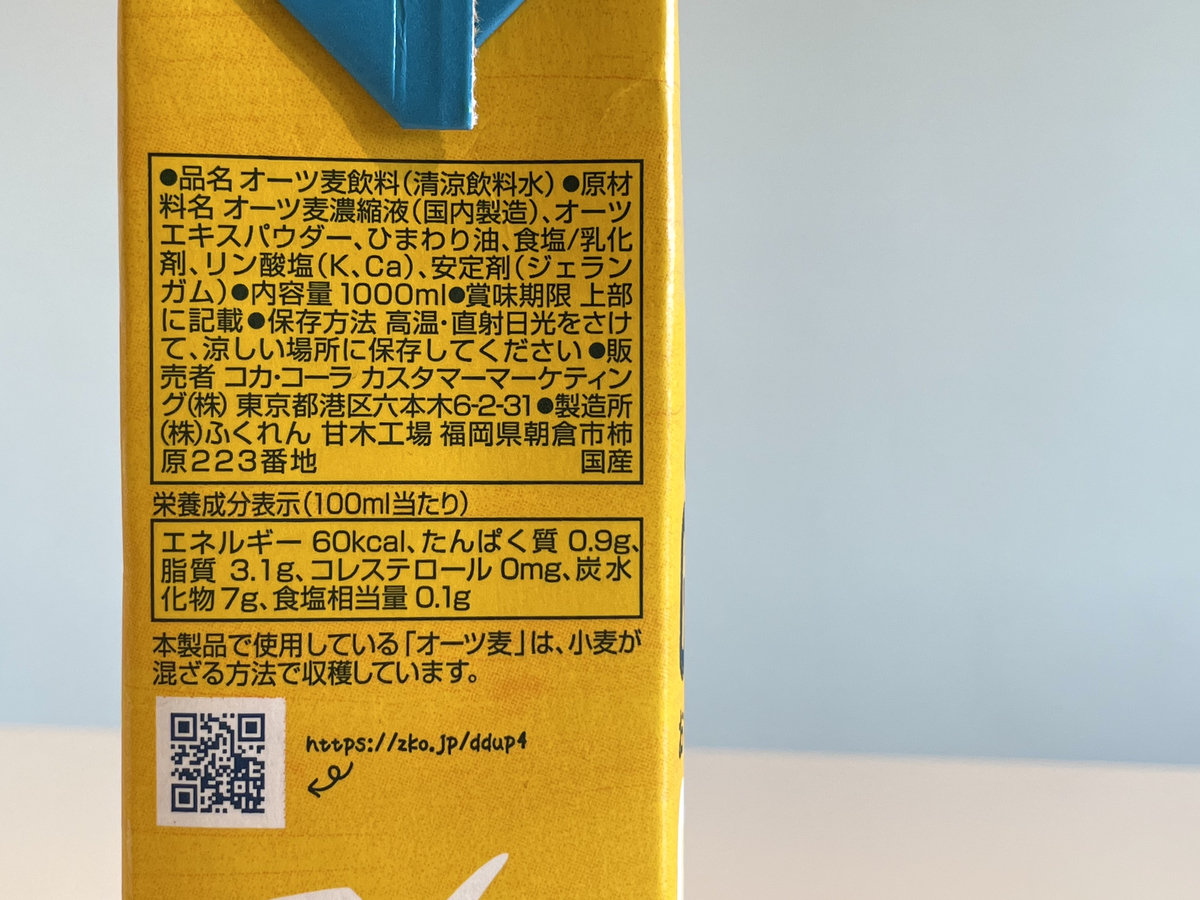 ●品名 オーツ麦飲料(清涼飲料水) ●原材
料名 オーツ麦濃縮液(国内製造)、オーツ
エキスパウダー、ひまわり油、食塩/乳化
剤、リン酸塩(K、Ca)、安定剤(ジェラン
ガム)●内容量 1000ml●賞味期限 上部
に記載●保存方法 高温・直射日光をさけ
て、涼しい場所に保存してください ●販
売者 コカ・コーラ カスタマーマーケティン
グ(株) 東京都港区六本木6-2-31●製造所
(株)ふくれん 甘木工場 福岡県朝倉市柿
原223番地 国産
栄養成分表示(100ml当たり)
エネルギー 60kcal、たんぱく質 0.9g、
脂質 3.1g、コレステロール 0mg、炭水
化物 7g、食塩相当量 0.1g
本製品で使用している「オーツ麦」は、小麦が
混ざる方法で収穫しています。
https://zko.jp/ddup4